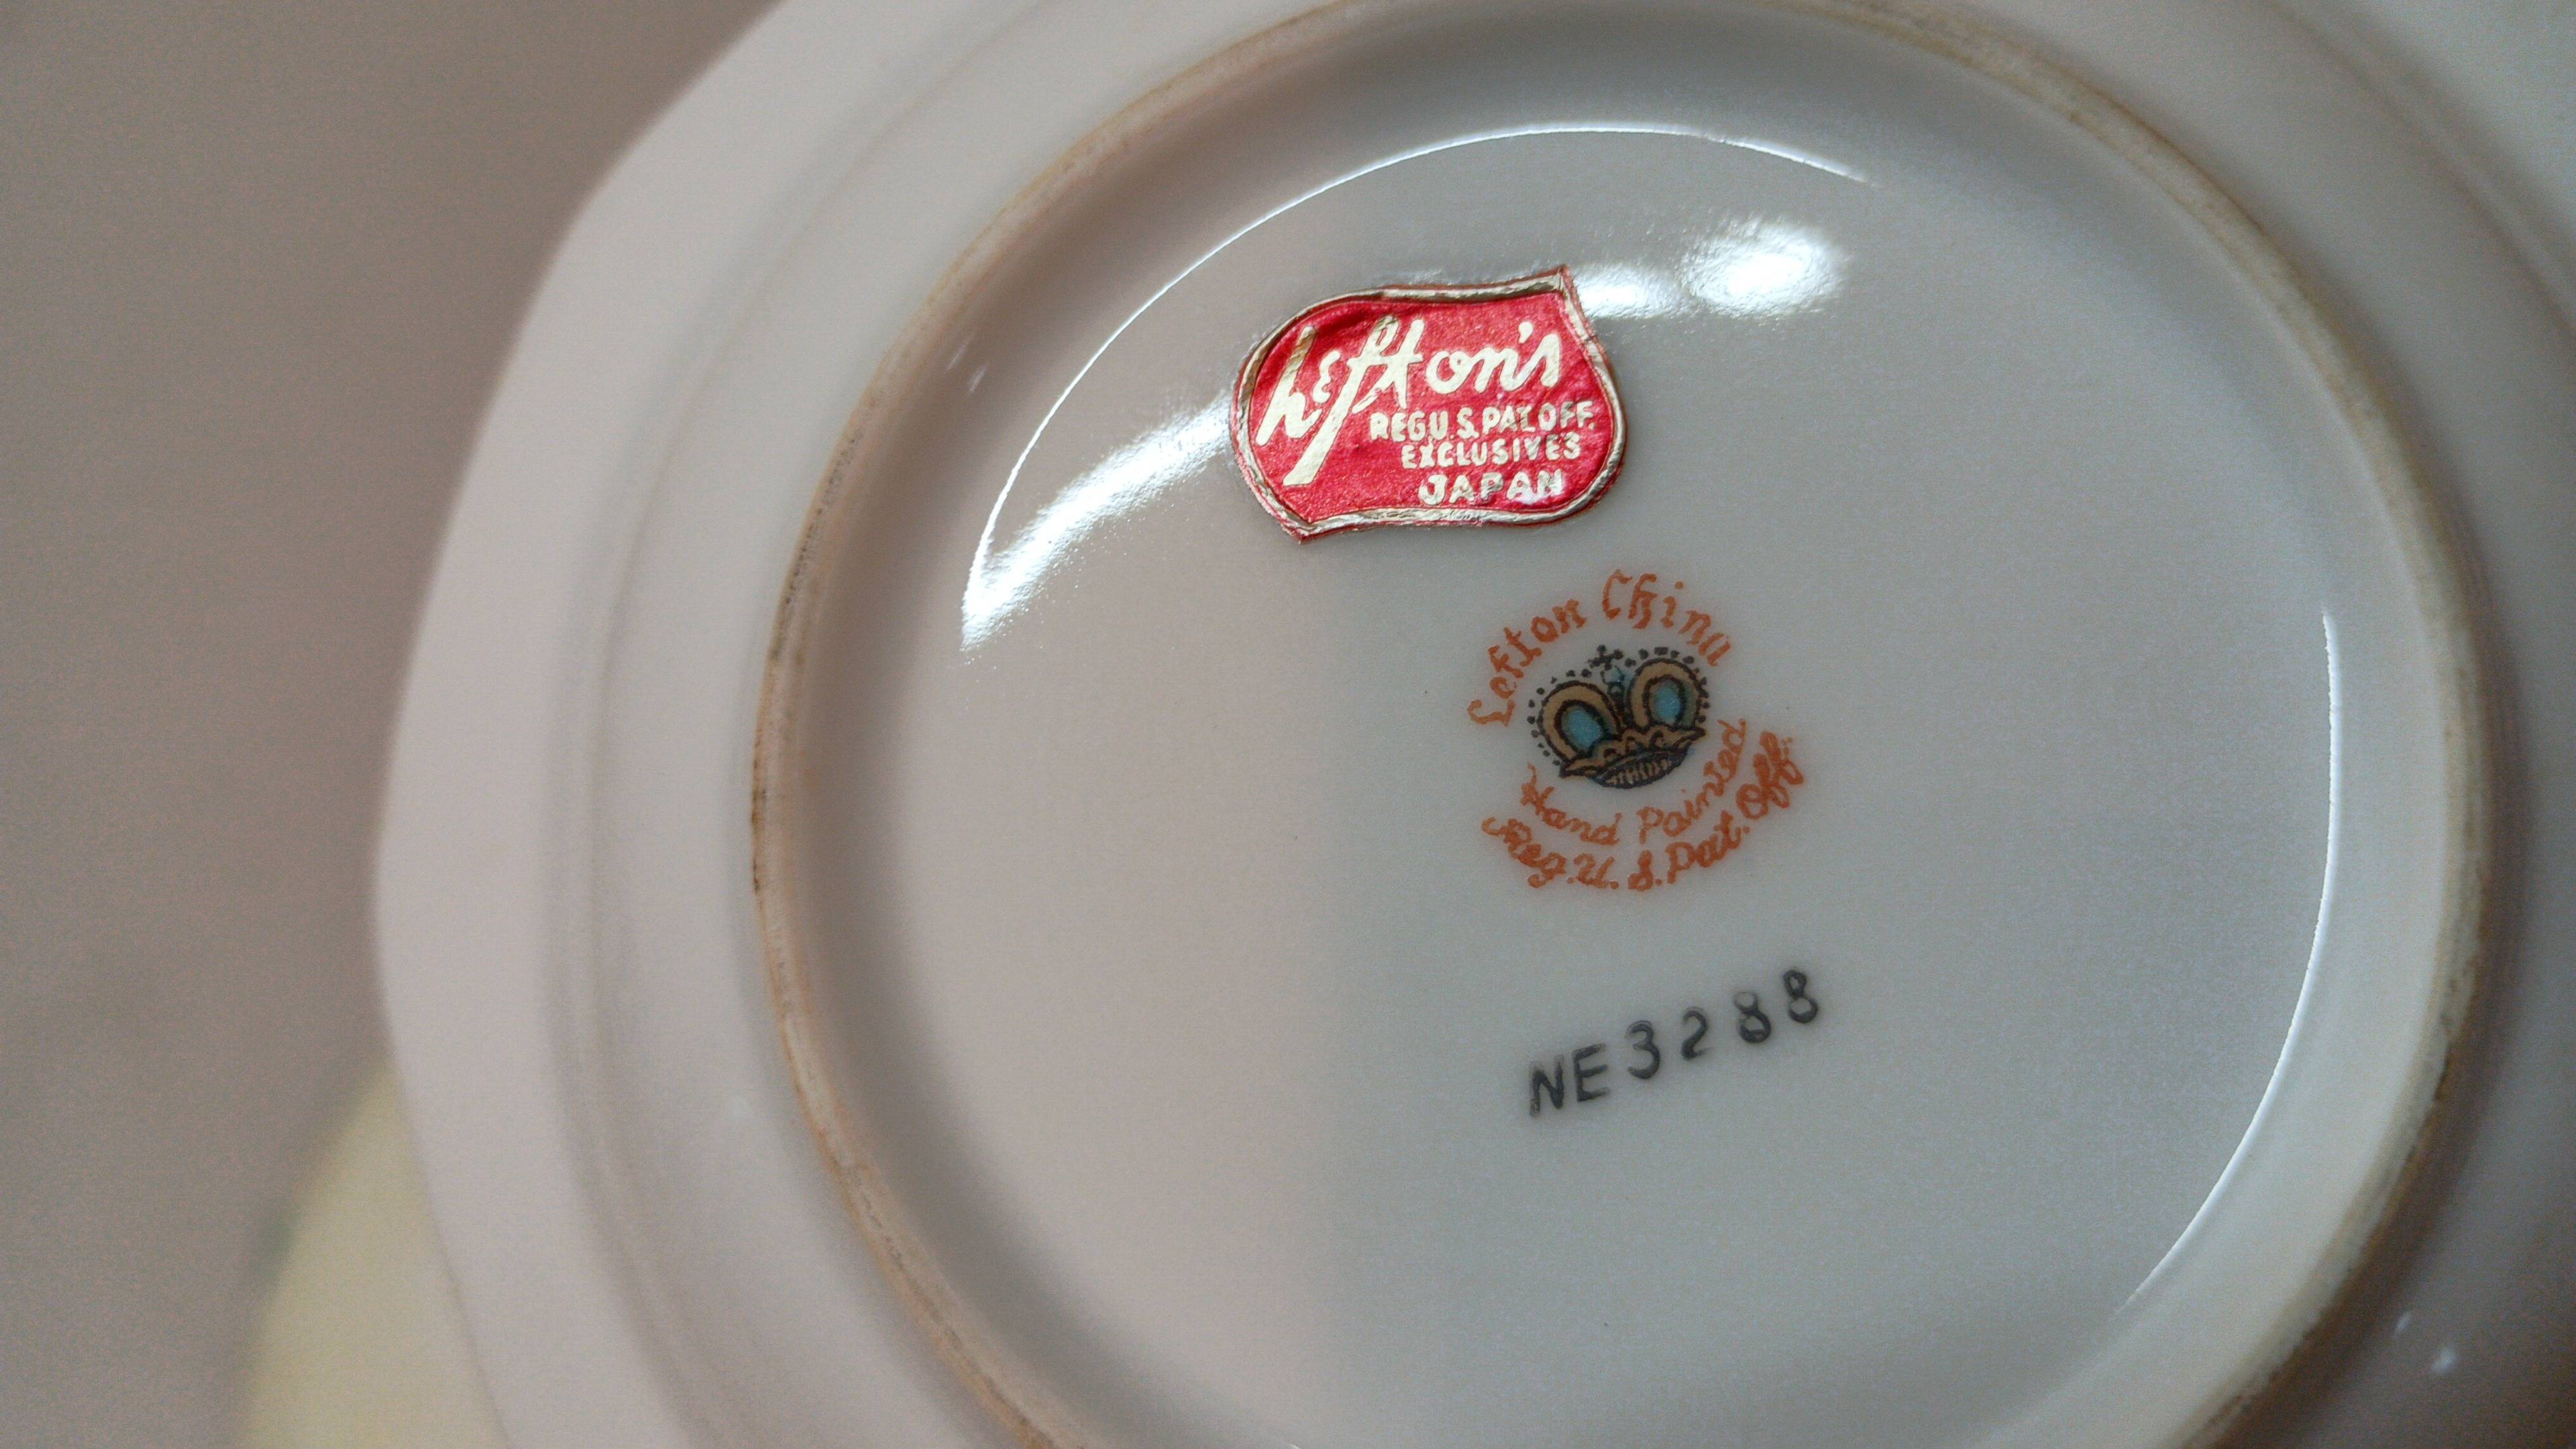 Lefton's
REG.U.S.PAT.OFF.
EXCLUSIVES
JAPAN
Lefton China
Hand Painted
Reg.U.S.Pat.Off.
NE3288